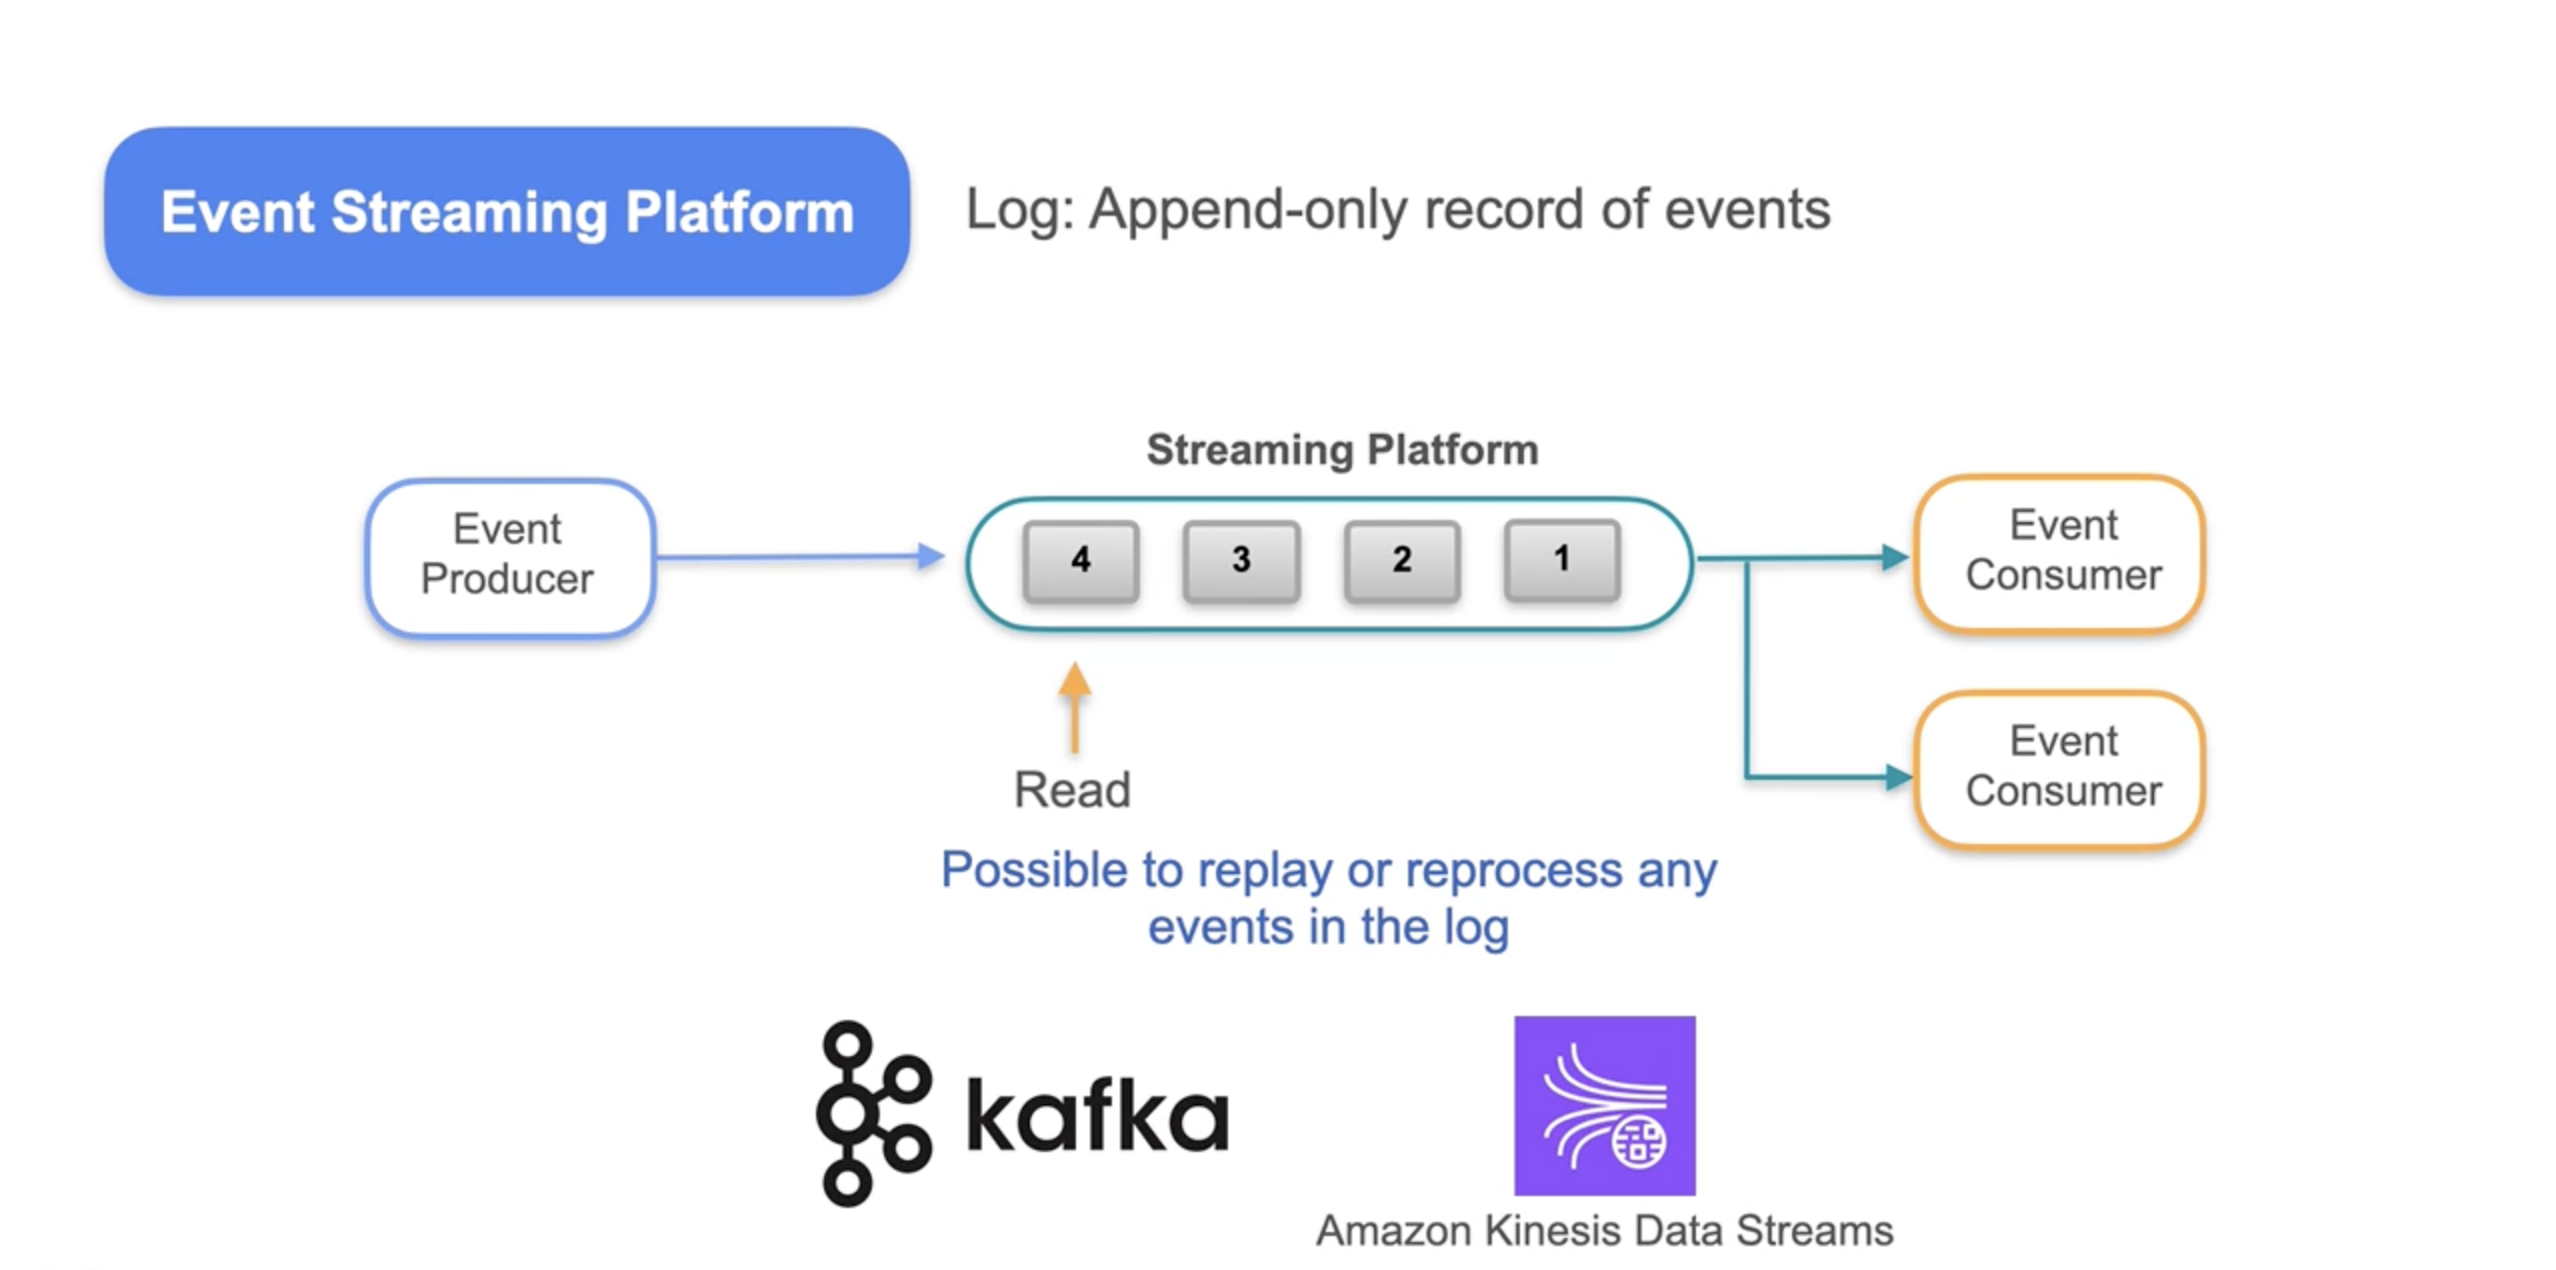 Event Streaming Platform
Log: Append-only record of events
Streaming Platform
Event
Producer
4 3 2 1
Event
Consumer
Event
Consumer
Read
Possible to replay or reprocess any
events in the log
kafka
Amazon Kinesis Data Streams